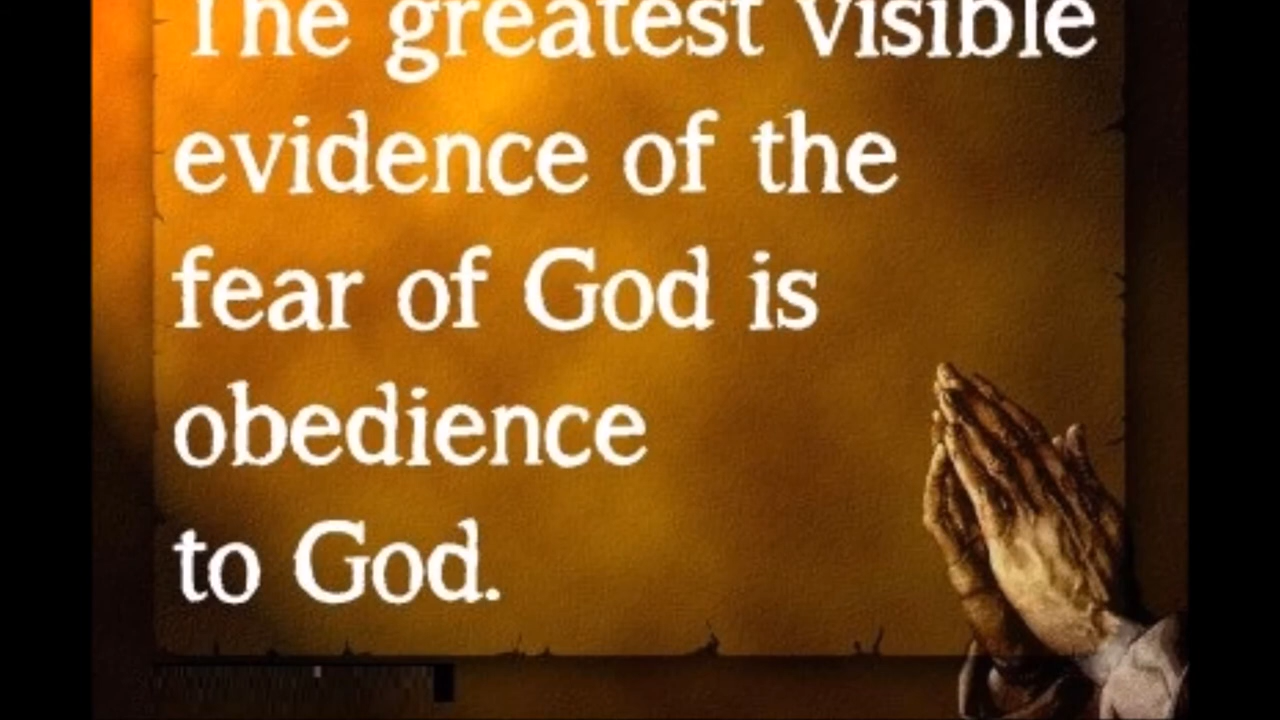 The greatest visible
evidence of the
fear of God is
obedience
to God.